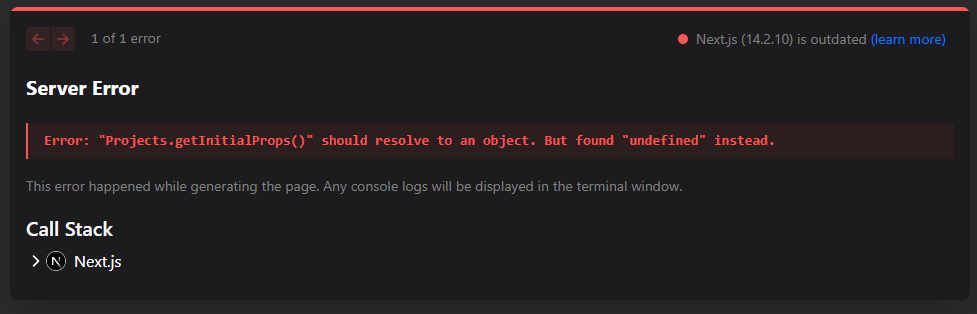 1 of 1 error
Next.js (14.2.10) is outdated (learn more)
Server Error
Error: "Projects.getInitialProps()" should resolve to an object. But found "undefined" instead.
This error happened while generating the page. Any console logs will be displayed in the terminal window.
Call Stack
N Next.js